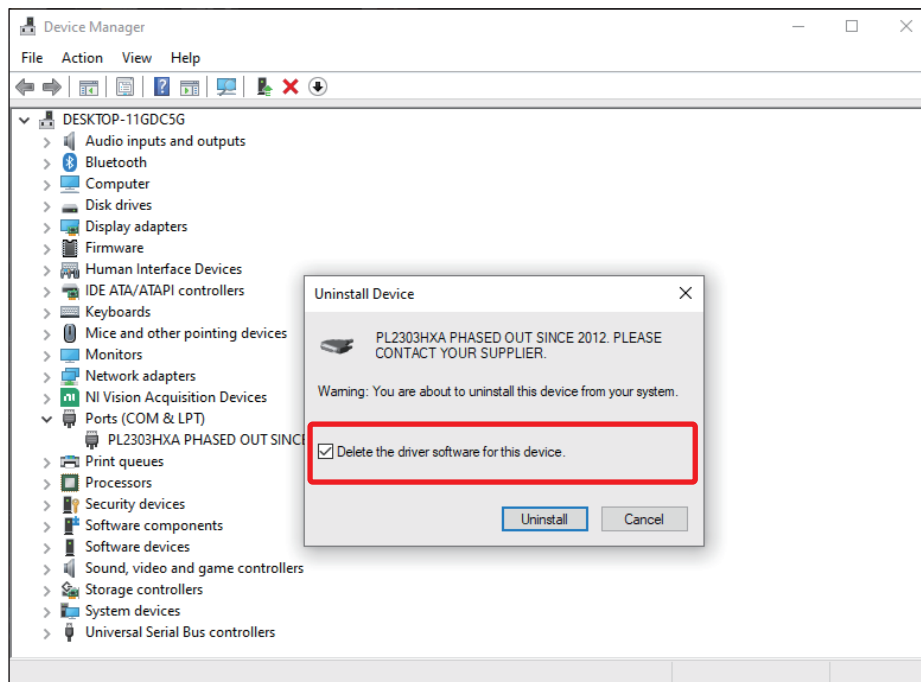 Device Manager
File Action View Help
DESKTOP-11GDC5G
Audio inputs and outputs
Bluetooth
Computer
Disk drives
Display adapters
Firmware
Human Interface Devices
IDE ATA/ATAPI controllers
Keyboards
Mice and other pointing devices
Monitors
Network adapters
NI Vision Acquisition Devices
Ports (COM & LPT)
PL2303HXA PHASED OUT SINCE
Print queues
Processors
Security devices
Software components
Software devices
Sound, video and game controllers
Storage controllers
System devices
Universal Serial Bus controllers
Uninstall Device
PL2303HXA PHASED OUT SINCE 2012. PLEASE
CONTACT YOUR SUPPLIER.
Warning: You are about to uninstall this device from your system.
Delete the driver software for this device.
Uninstall Cancel